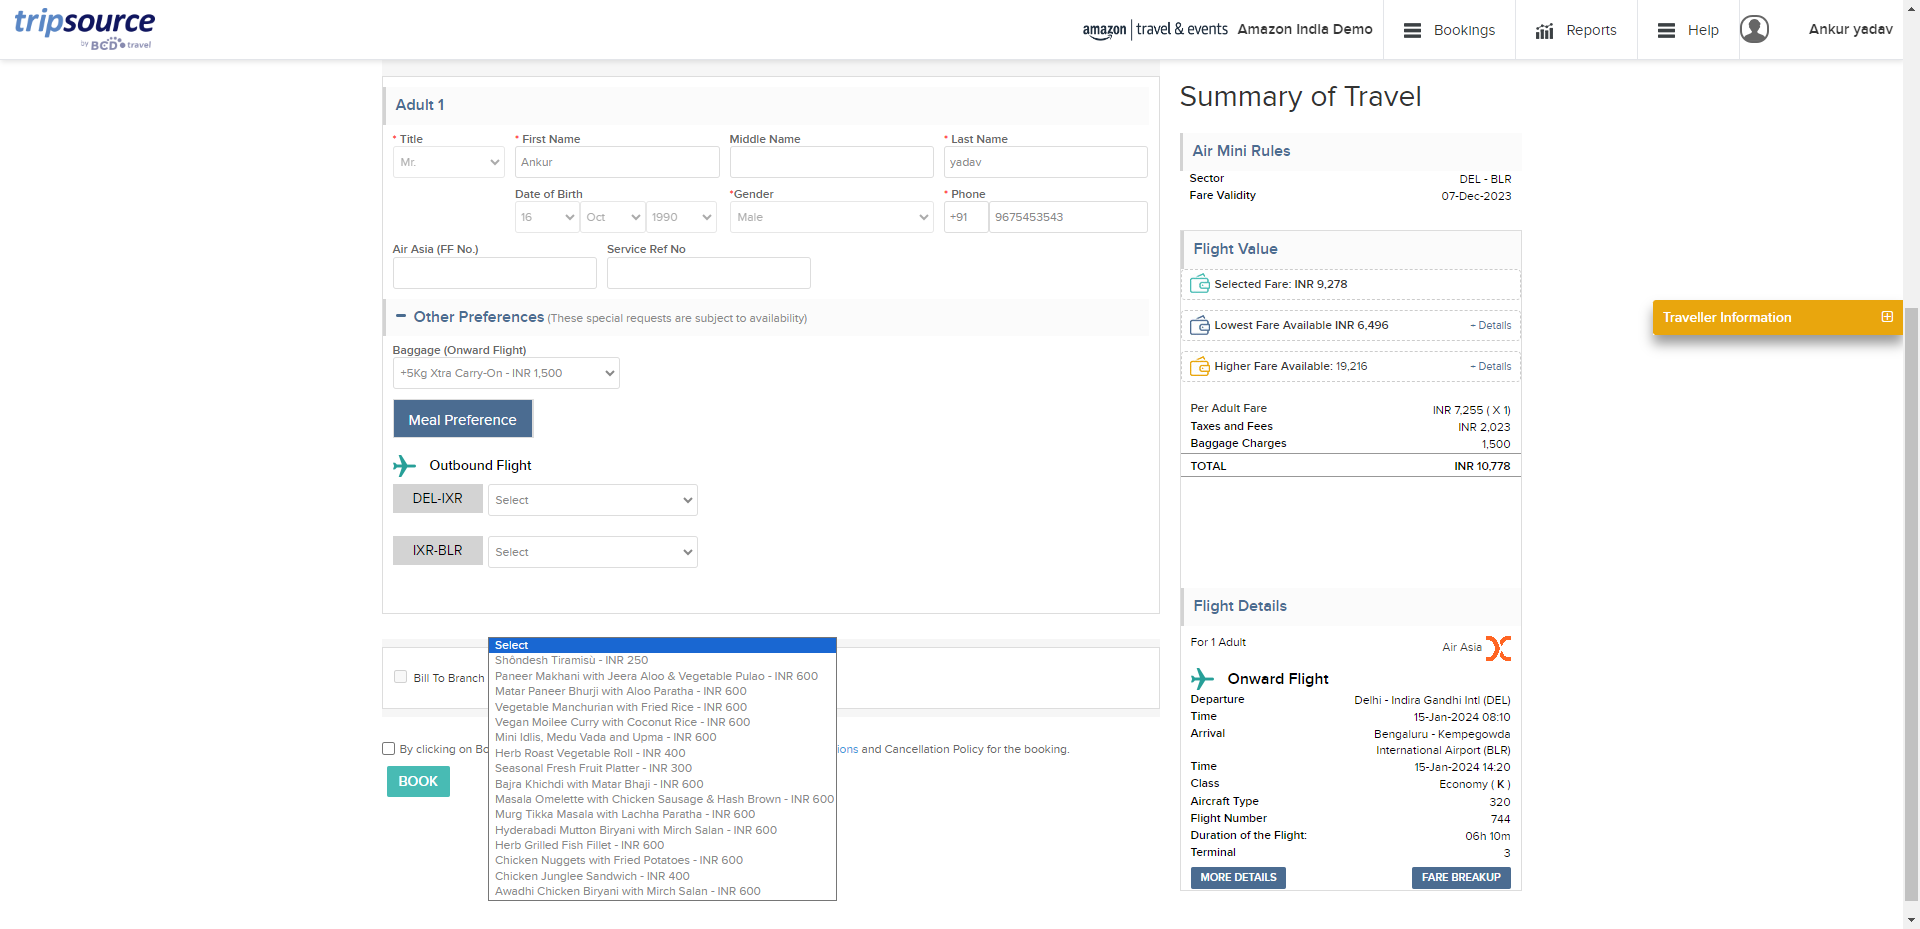 tripsource
by BCD travel
amazon travel & events Amazon India Demo
Bookings
Reports
Help
Ankur yadav
Adult 1
* Title
* First Name
Middle Name
* Last Name
Mr.
Ankur
yadav
Date of Birth
*Gender
* Phone
16
Oct
1990
Male
+91
9675453543
Air Asia (FF No.)
Service Ref No
Other Preferences (These special requests are subject to availability)
Baggage (Onward Flight)
+5Kg Xtra Carry-On - INR 1,500
Meal Preference
Outbound Flight
DEL-IXR
Select
IXR-BLR
Select
Select
Shôndesh Tiramisù - INR 250
Paneer Makhani with Jeera Aloo & Vegetable Pulao - INR 600
Matar Paneer Bhurji with Aloo Paratha - INR 600
Vegetable Manchurian with Fried Rice - INR 600
Vegan Moilee Curry with Coconut Rice - INR 600
Mini Idlis, Medu Vada and Upma - INR 600
Herb Roast Vegetable Roll - INR 400
Seasonal Fresh Fruit Platter - INR 300
Bajra Khichdi with Matar Bhaji - INR 600
Masala Omelette with Chicken Sausage & Hash Brown - INR 600
Murg Tikka Masala with Lachha Paratha - INR 600
Hyderabadi Mutton Biryani with Mirch Salan - INR 600
Herb Grilled Fish Fillet - INR 600
Chicken Nuggets with Fried Potatoes - INR 600
Chicken Junglee Sandwich - INR 400
Awadhi Chicken Biryani with Mirch Salan - INR 600
Bill To Branch
By clicking on Bo
ions and Cancellation Policy for the booking.
BOOK
Summary of Travel
Air Mini Rules
Sector DEL - BLR
Fare Validity 07-Dec-2023
Flight Value
Selected Fare: INR 9,278
Lowest Fare Available INR 6,496 + Details
Higher Fare Available: 19,216 + Details
Per Adult Fare INR 7,255 ( X 1)
Taxes and Fees INR 2,023
Baggage Charges 1,500
TOTAL INR 10,778
Flight Details
For 1 Adult Air Asia
Onward Flight
Departure Delhi - Indira Gandhi Intl (DEL)
Time 15-Jan-2024 08:10
Arrival Bengaluru - Kempegowda
International Airport (BLR)
Time 15-Jan-2024 14:20
Class Economy ( K )
Aircraft Type 320
Flight Number 744
Duration of the Flight: 06h 10m
Terminal 3
MORE DETAILS
FARE BREAKUP
Traveller Information